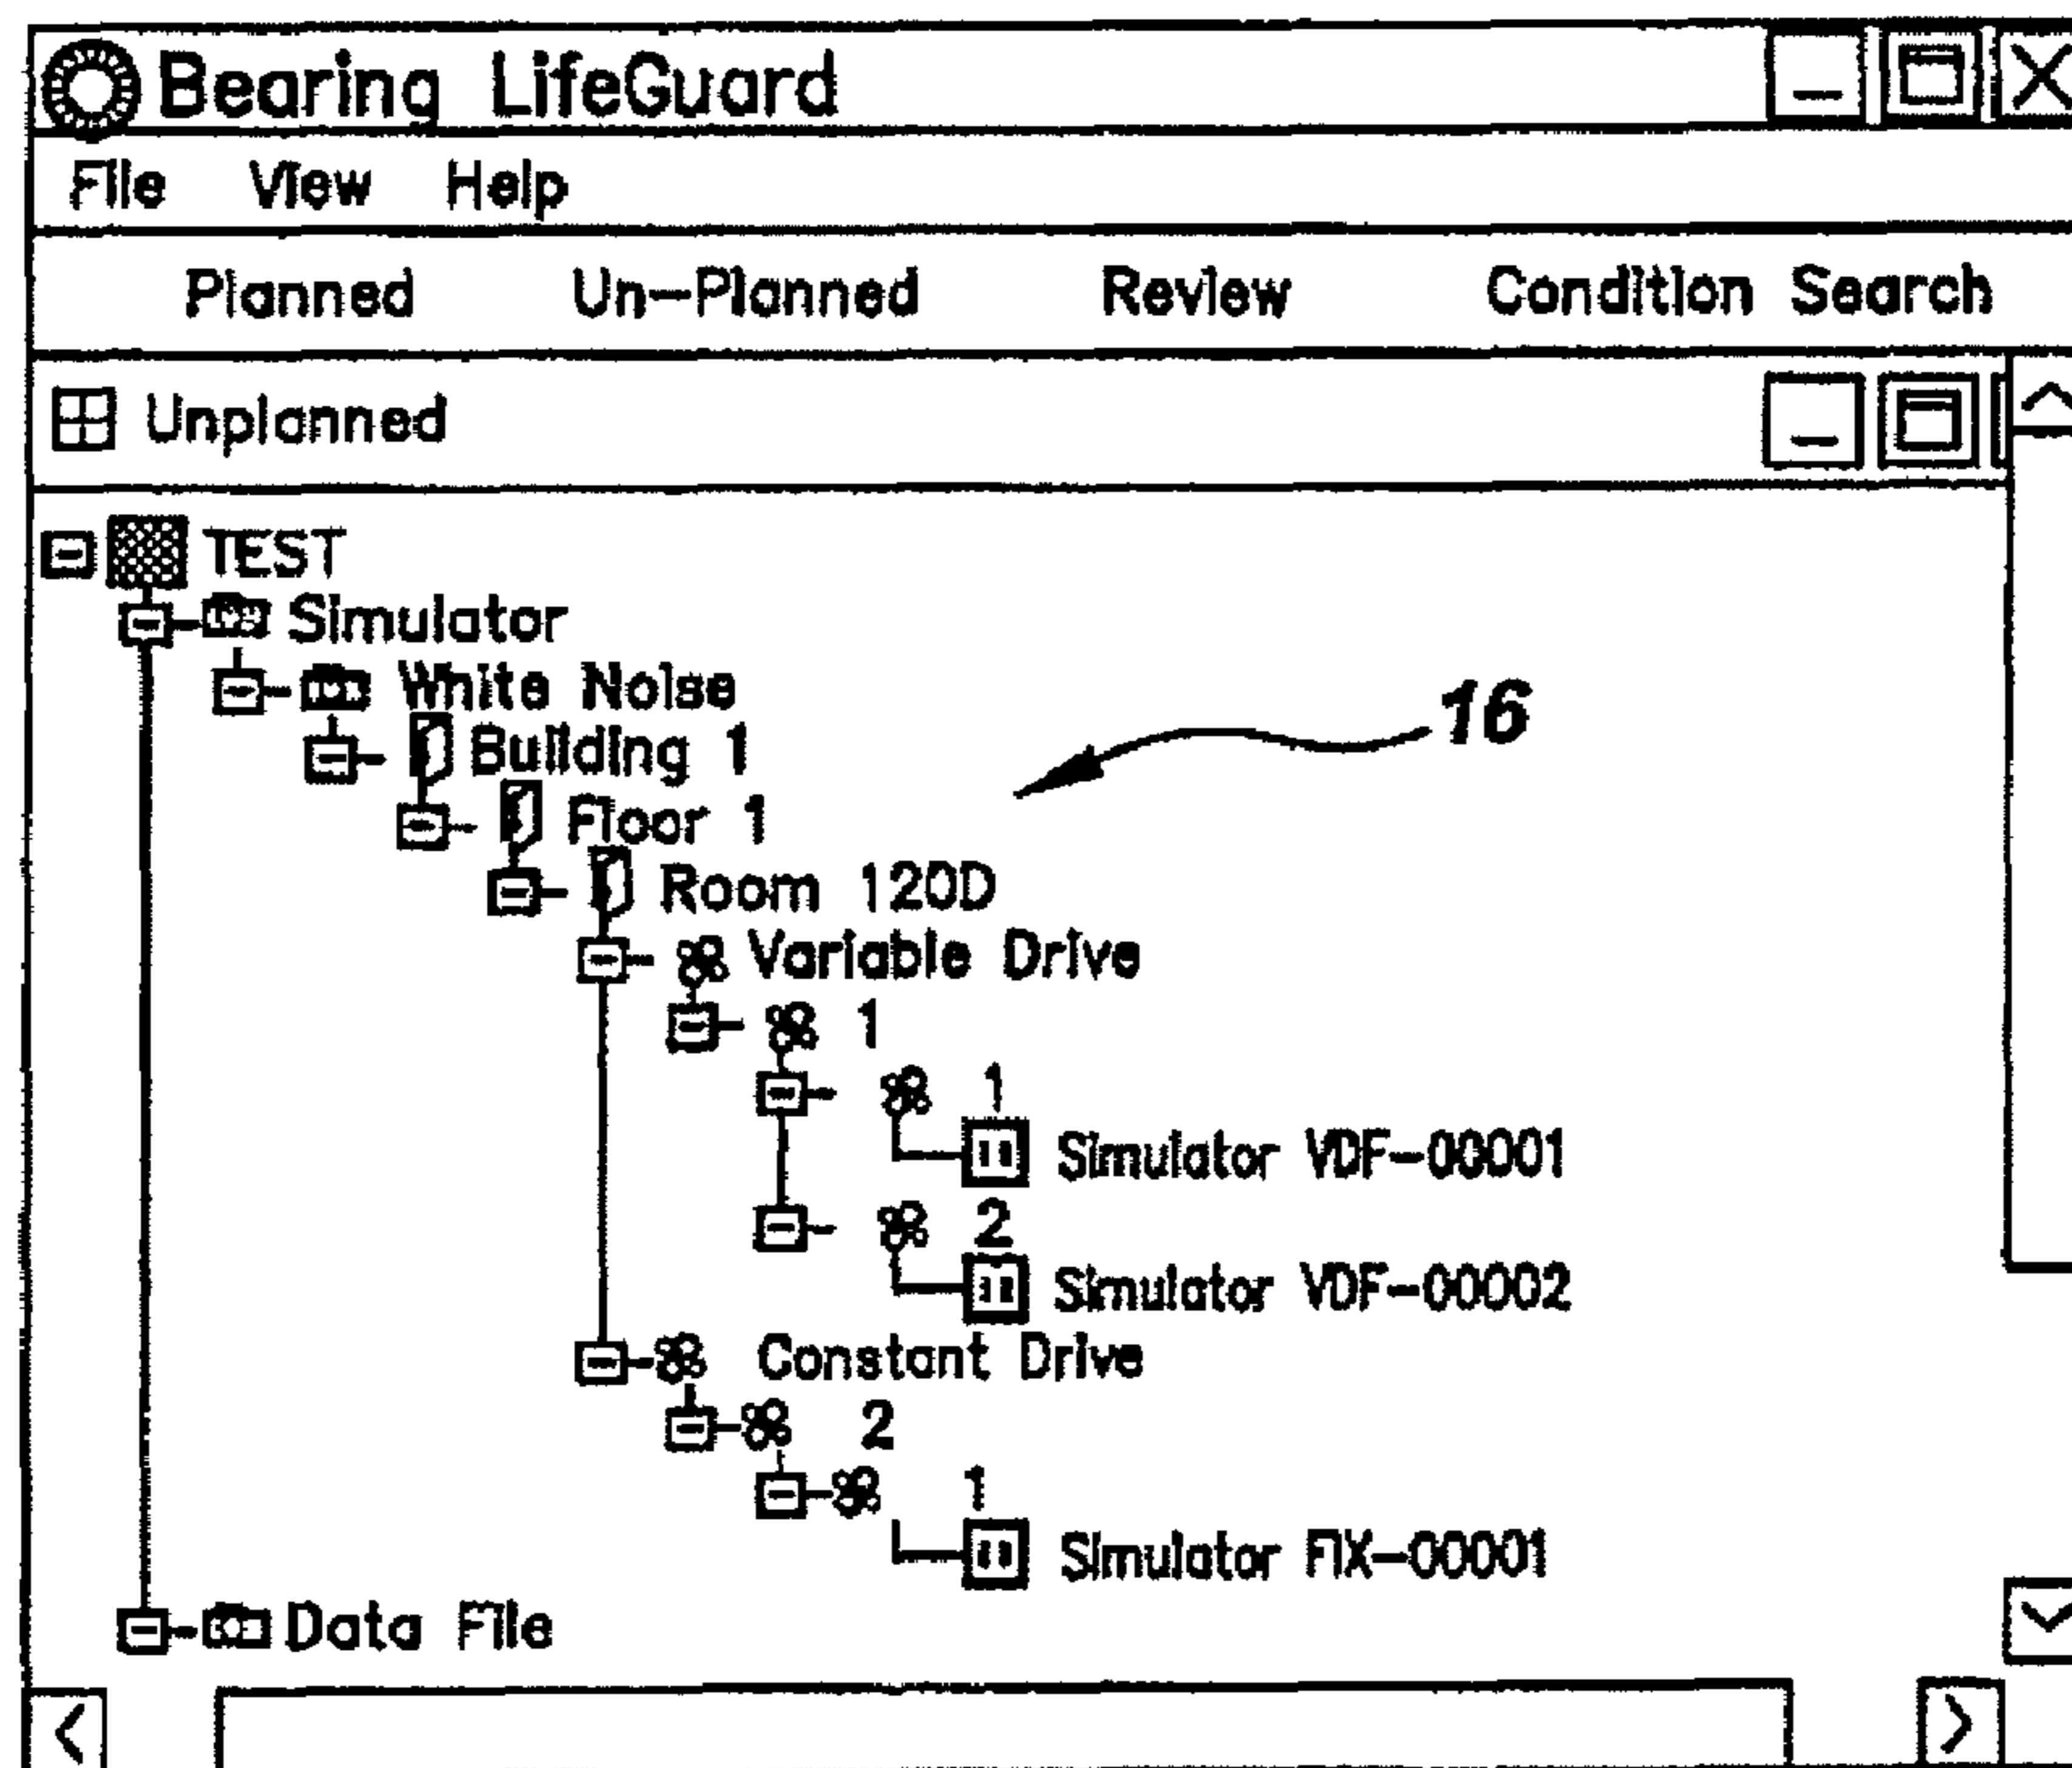 Bearing LifeGuard
File View Help
Planned Un-Planned Review Condition Search
Unplanned
TEST
Simulator
White Noise
16
Building 1
Floor 1
Room 120D
Variable Drive
1
1
Simulator VDF-00001
2
Simulator VDF-00002
Constant Drive
2
1
Simulator FIX-00001
Data File